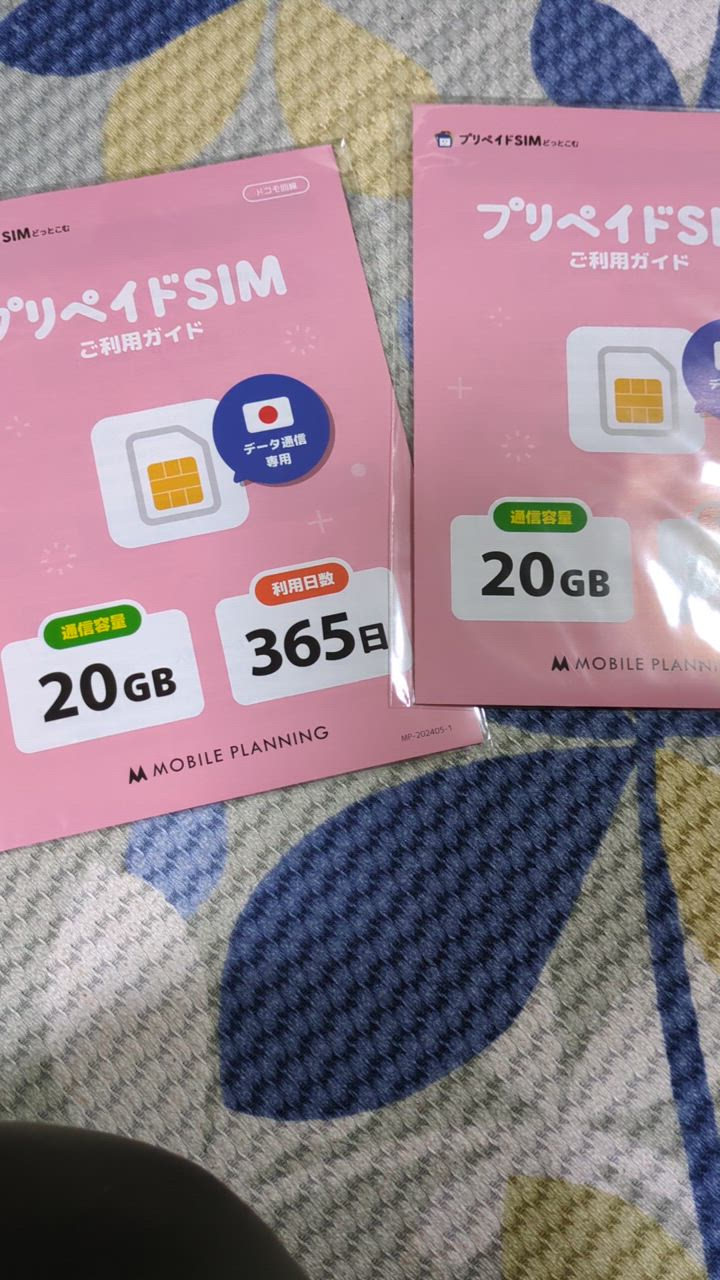 SIMどっとこむ
ドコモ回線
プリペイドSIM
ご利用ガイド
データ通信
専用
通信容量
20GB
利用日数
365日
MOBILE PLANNING
MP-202405-1
プリペイドSIMどっとこむ
プリペイドSI
ご利用ガイド
デ
通信容量
20GB
MOBILE PLANNI